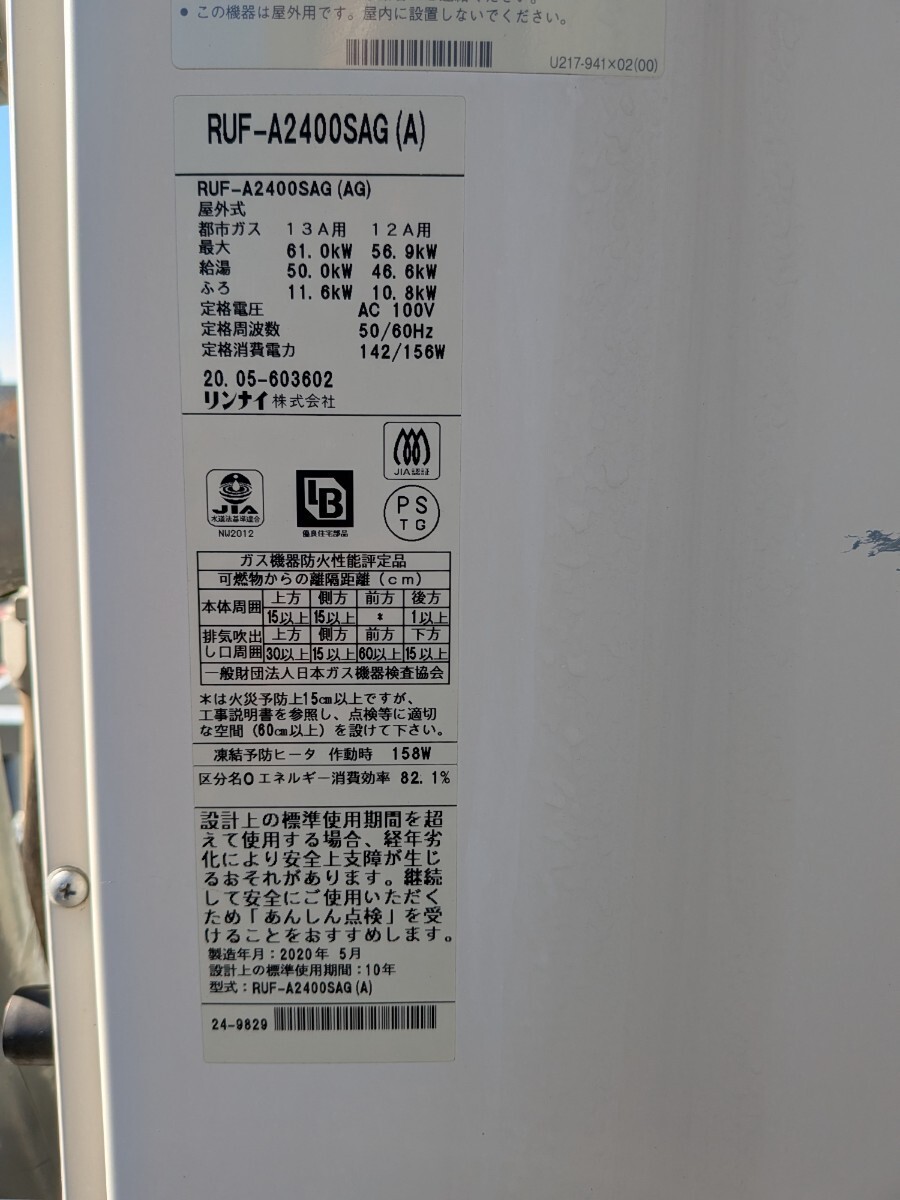 ● この機器は屋外用です。屋内に設置しないでください。
U217-941×02(00)
RUF-A2400SAG(A)
RUF-A2400SAG(AG)
屋外式
都市ガス 13A用 12A用
最大 61.0kW 56.9kW
給湯 50.0kW 46.6kW
ふろ 11.6kW 10.8kW
定格電圧 AC 100V
定格周波数 50/60Hz
定格消費電力 142/156W
20.05-603602
リンナイ株式会社
JIA認証
JIA
水道法基準適合
NW2012
LB
優良住宅部品
PS
TG
ガス機器防火性能評定品
可燃物からの離隔距離(cm)
本体周囲 上方 側方 前方 後方
15以上 15以上 * 1以上
排気吹出し口周囲 上方 側方 前方 下方
30以上 15以上 60以上 15以上
一般財団法人日本ガス機器検査協会
*は火災予防上15cm以上ですが、
工事説明書を参照し、点検等に適切
な空間(60cm以上)を設けて下さい。
凍結予防ヒータ 作動時 158W
区分名O エネルギー消費効率 82.1%
設計上の標準使用期間を超
えて使用する場合、経年劣
化により安全上支障が生じ
るおそれがあります。継続
して安全にご使用いただく
ため「あんしん点検」を受
けることをおすすめします。
製造年月:2020年 5月
設計上の標準使用期間:10年
型式:RUF-A2400SAG(A)
24-9829